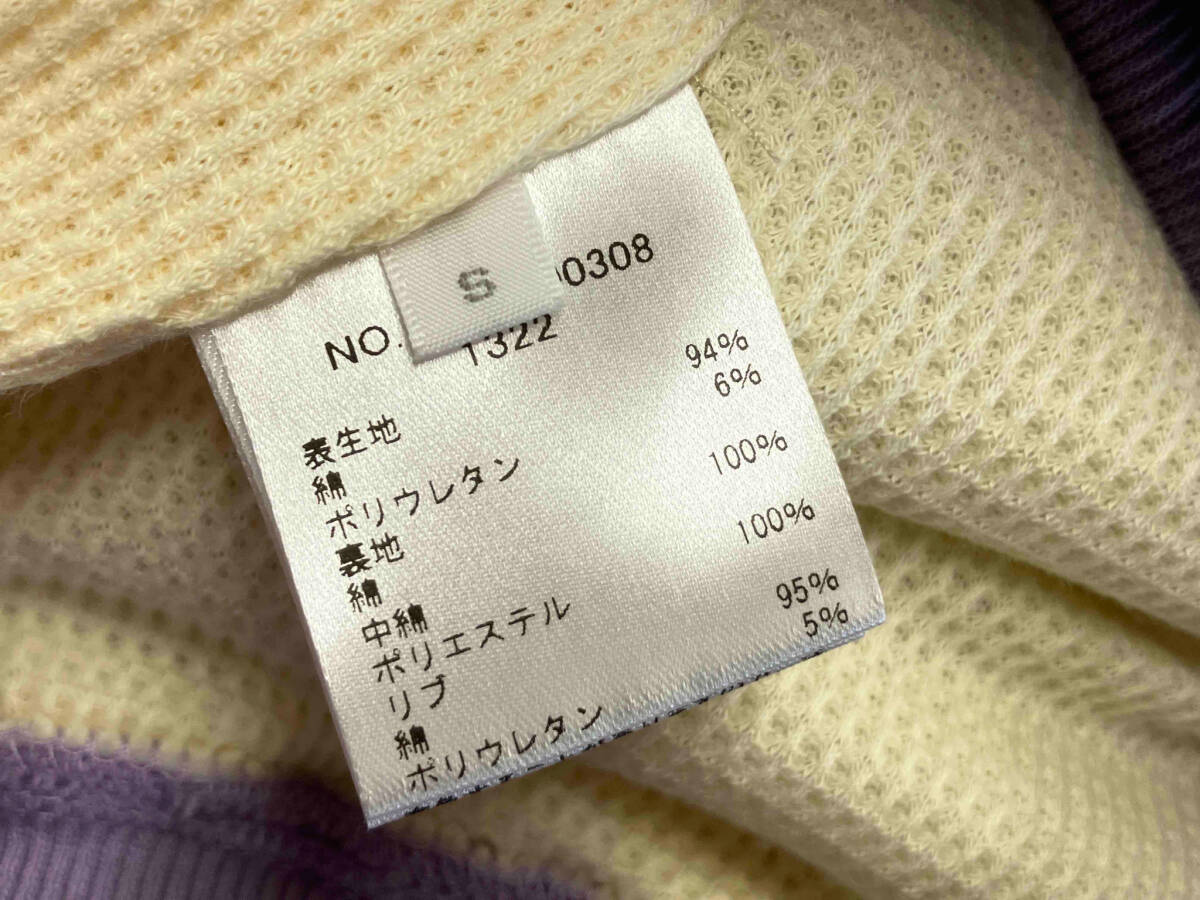 S
NO. 00308
1322
表生地
綿 94%
ポリウレタン 6%
裏地
綿 100%
中綿
ポリエステル 100%
リブ
綿 95%
ポリウレタン 5%